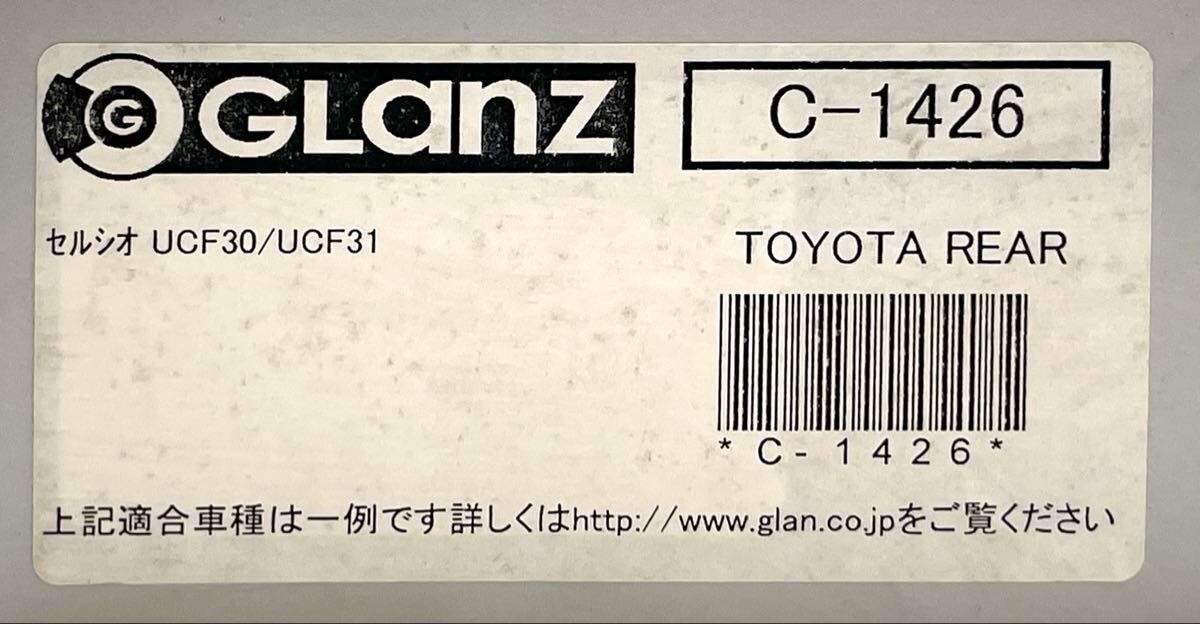 G GLanz
C-1426
セルシオ UCF30/UCF31
TOYOTA REAR
*C-1426*
上記適合車種は一例です詳しくはhttp://www.glan.co.jpをご覧ください